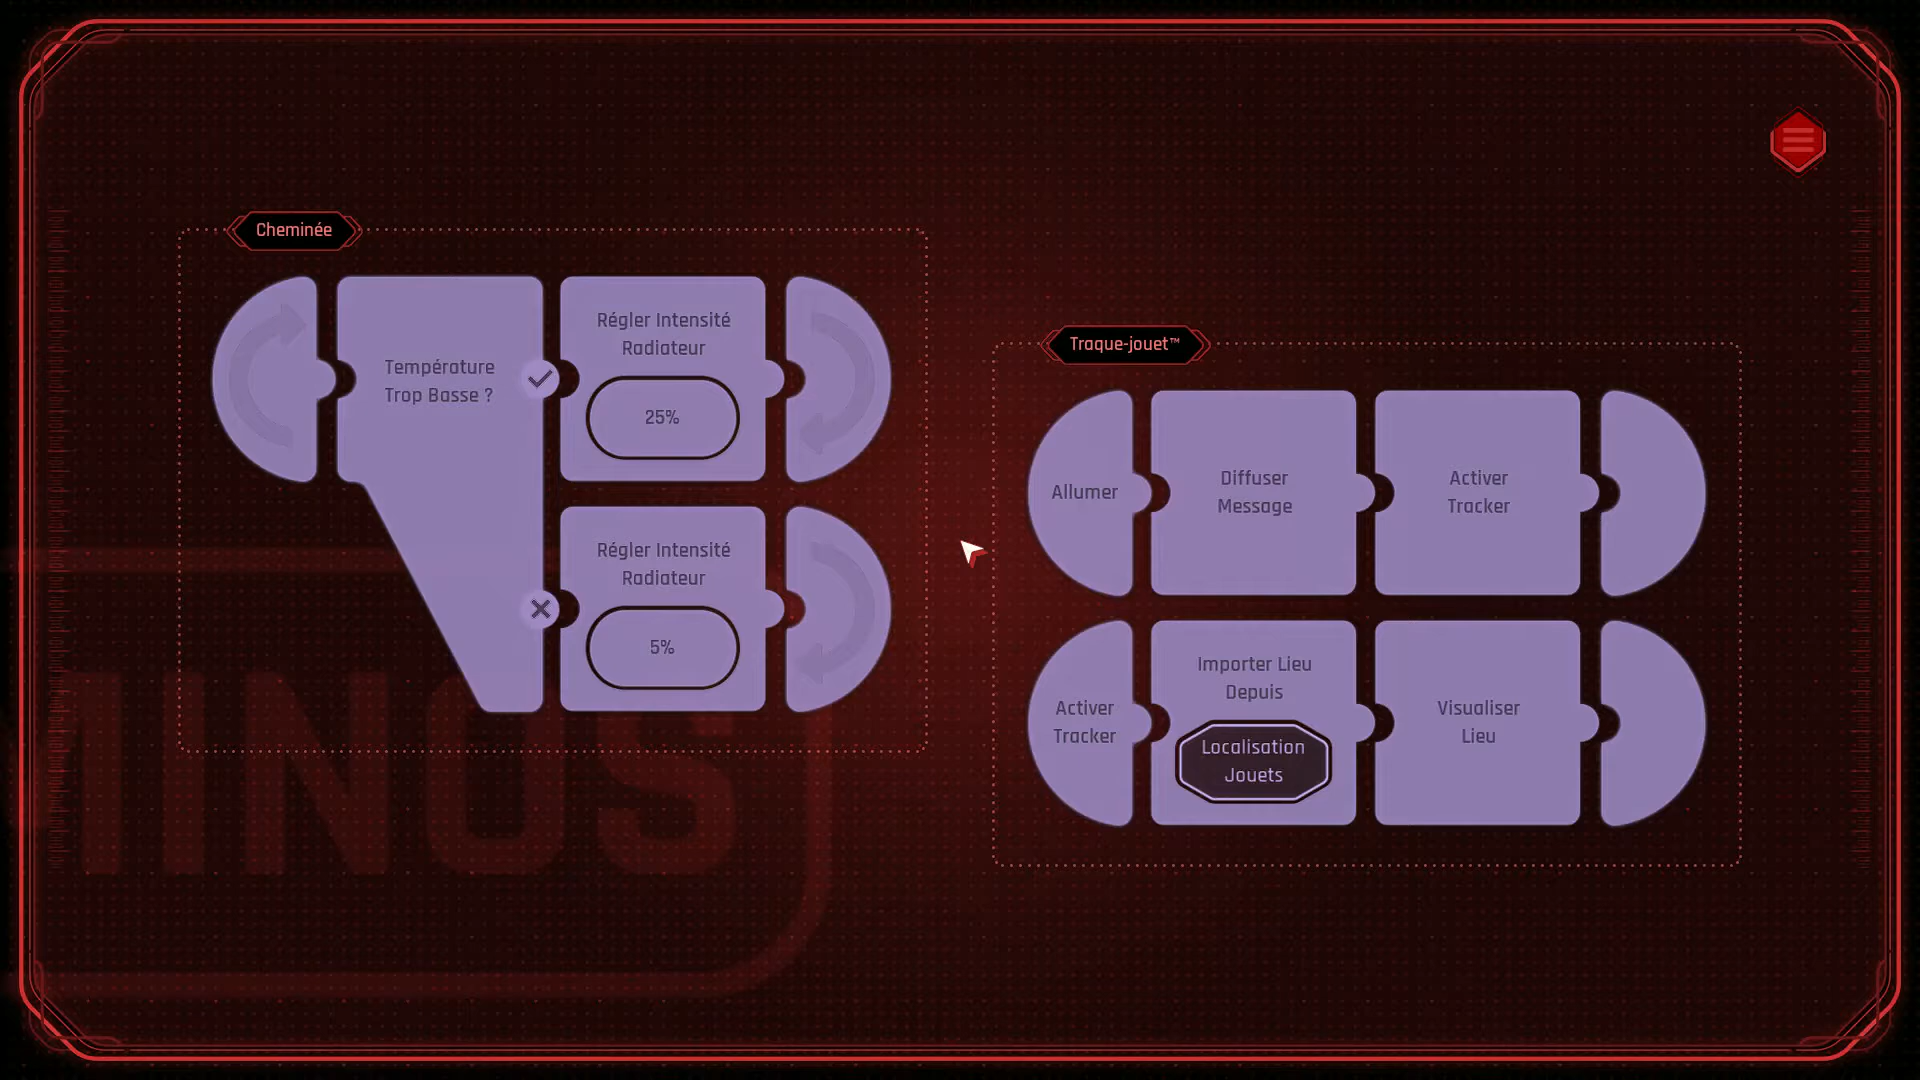 Cheminée
Température
Trop Basse ?
Régler Intensité
Radiateur
25%
Régler Intensité
Radiateur
5%
Traque-jouet™
Allumer
Diffuser
Message
Activer
Tracker
Activer
Tracker
Importer Lieu
Depuis
Localisation
Jouets
Visualiser
Lieu
MINOS